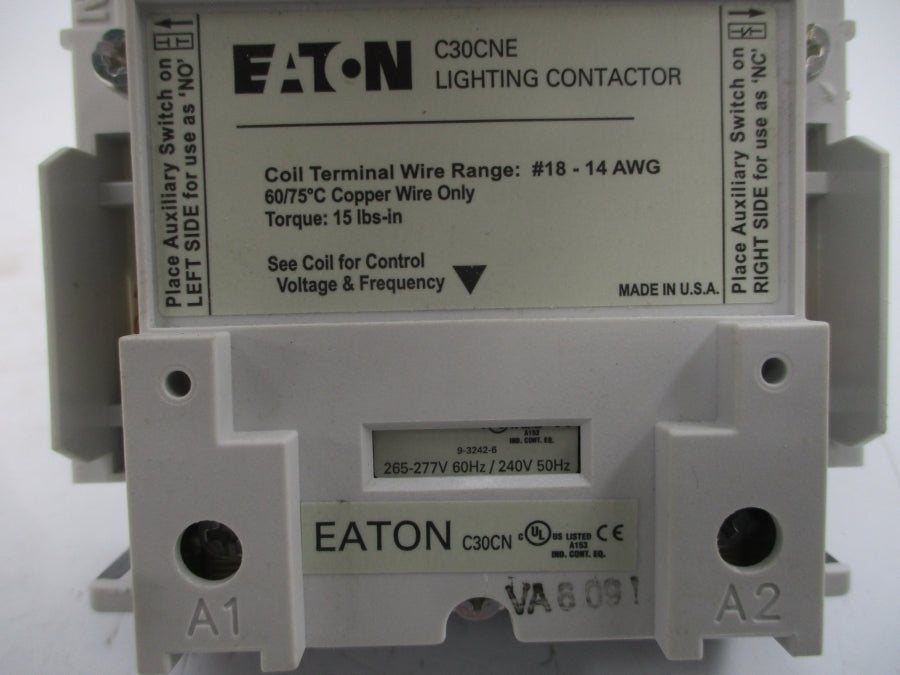 Place Auxiliary Switch on
LEFT SIDE for use as 'NO'
EATON
C30CNE
LIGHTING CONTACTOR
Coil Terminal Wire Range: #18 - 14 AWG
60/75°C Copper Wire Only
Torque: 15 lbs-in
See Coil for Control
Voltage & Frequency
MADE IN U.S.A.
Place Auxiliary Switch on
RIGHT SIDE for use as 'NC'
A153
IND. CONT. EQ.
9-3242-6
265-277V 60Hz / 240V 50Hz
EATON C30CN C UL US LISTED CE
A153
IND. CONT. EQ.
VA6 091
A1
A2